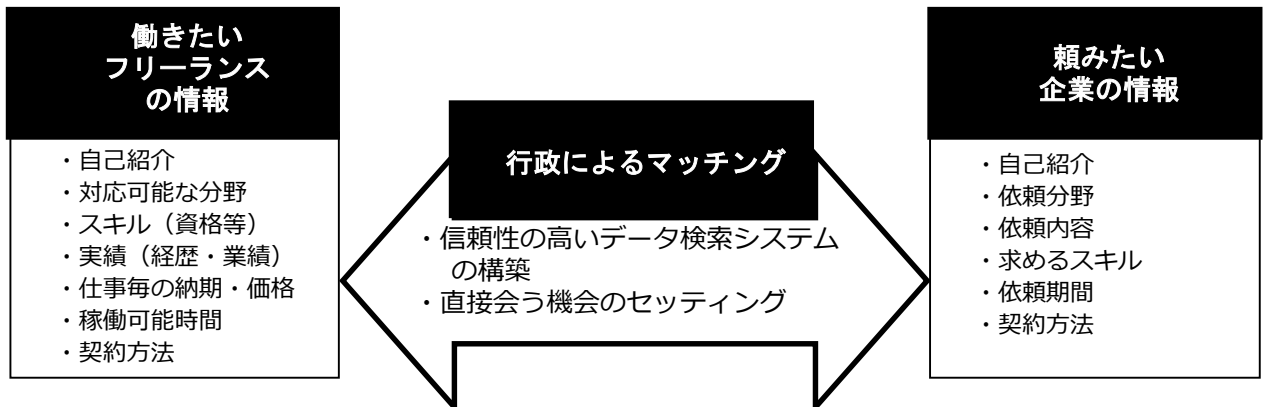 働きたい
フリーランス
の情報
・自己紹介
・対応可能な分野
・スキル（資格等）
・実績（経歴・業績）
・仕事毎の納期・価格
・稼働可能時間
・契約方法
行政によるマッチング
・信頼性の高いデータ検索システム
の構築
・直接会う機会のセッティング
頼みたい
企業の情報
・自己紹介
・依頼分野
・依頼内容
・求めるスキル
・依頼期間
・契約方法